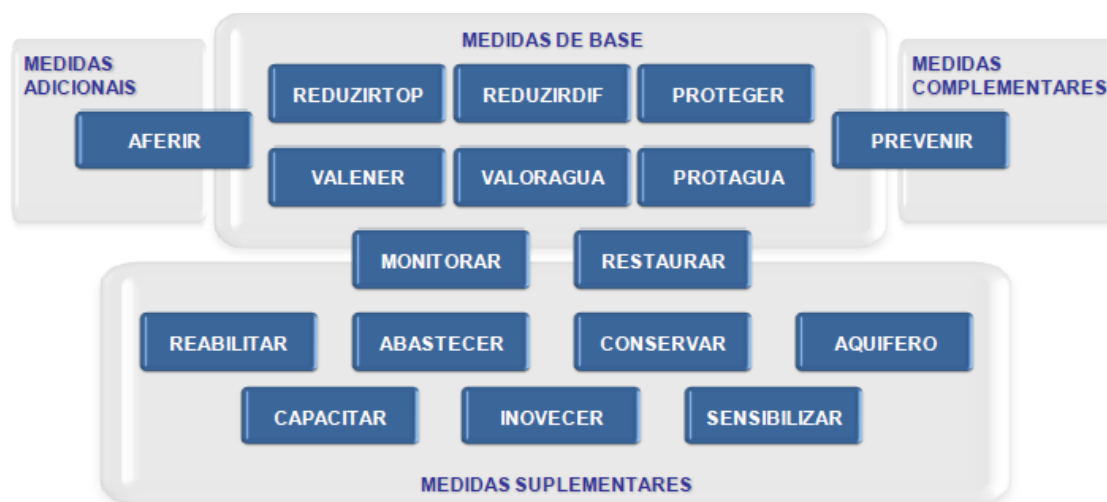 MEDIDAS DE BASE
MEDIDAS
ADICIONAIS
MEDIDAS
COMPLEMENTARES
REDUZIRTOP
REDUZIRDIF
PROTEGER
AFERIR
PREVENIR
VALENER
VALORAGUA
PROTAGUA
MONITORAR
RESTAURAR
REABILITAR
ABASTECER
CONSERVAR
AQUIFERO
CAPACITAR
INOVECER
SENSIBILIZAR
MEDIDAS SUPLEMENTARES